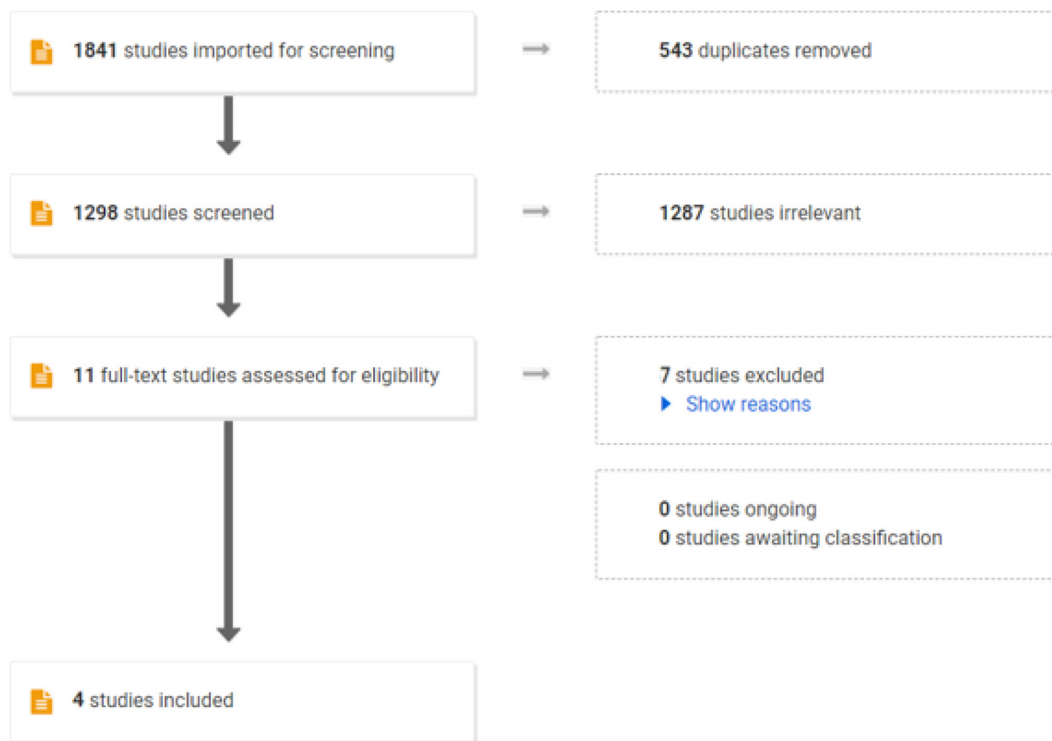 1841 studies imported for screening
543 duplicates removed
1298 studies screened
1287 studies irrelevant
11 full-text studies assessed for eligibility
7 studies excluded
Show reasons
0 studies ongoing
0 studies awaiting classification
4 studies included